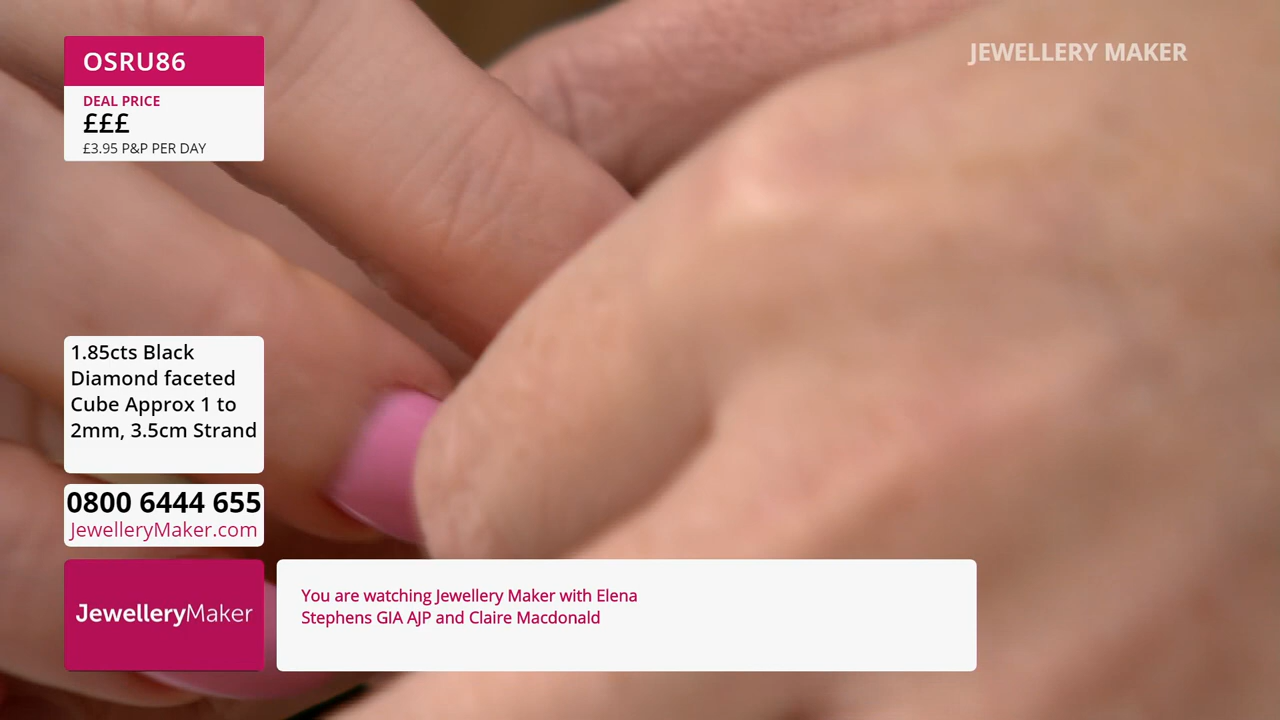 OSRU86
DEAL PRICE
£££
£3.95 P&P PER DAY
JEWELLERY MAKER
1.85cts Black
Diamond faceted
Cube Approx 1 to
2mm, 3.5cm Strand
0800 6444 655
JewelleryMaker.com
JewelleryMaker
You are watching Jewellery Maker with Elena
Stephens GIA AJP and Claire Macdonald